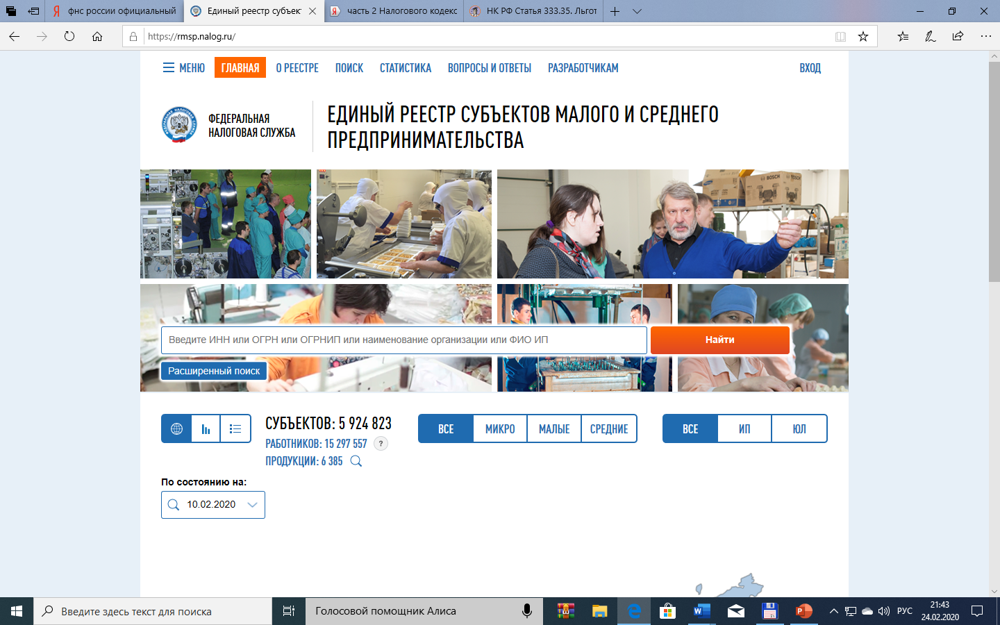 фнс россии официальный
Единый реестр субъект
часть 2 Налогового кодекс
НК РФ Статья 333.35. Льгот
https://rmsp.nalog.ru/
МЕНЮ
ГЛАВНАЯ
О РЕЕСТРЕ
ПОИСК
СТАТИСТИКА
ВОПРОСЫ И ОТВЕТЫ
РАЗРАБОТЧИКАМ
ВХОД
ФЕДЕРАЛЬНАЯ
НАЛОГОВАЯ СЛУЖБА
ЕДИНЫЙ РЕЕСТР СУБЪЕКТОВ МАЛОГО И СРЕДНЕГО
ПРЕДПРИНИМАТЕЛЬСТВА
BOSCH
Введите ИНН или ОГРН или ОГРНИП или наименование организации или ФИО ИП
Найти
Расширенный поиск
СУБЪЕКТОВ: 5 924 823
РАБОТНИКОВ: 15 297 557 ?
ПРОДУКЦИИ: 6 385
ВСЕ
МИКРО
МАЛЫЕ
СРЕДНИЕ
ВСЕ
ИП
ЮЛ
По состоянию на:
10.02.2020
Введите здесь текст для поиска
Голосовой помощник Алиса
РУС
21:43
24.02.2020